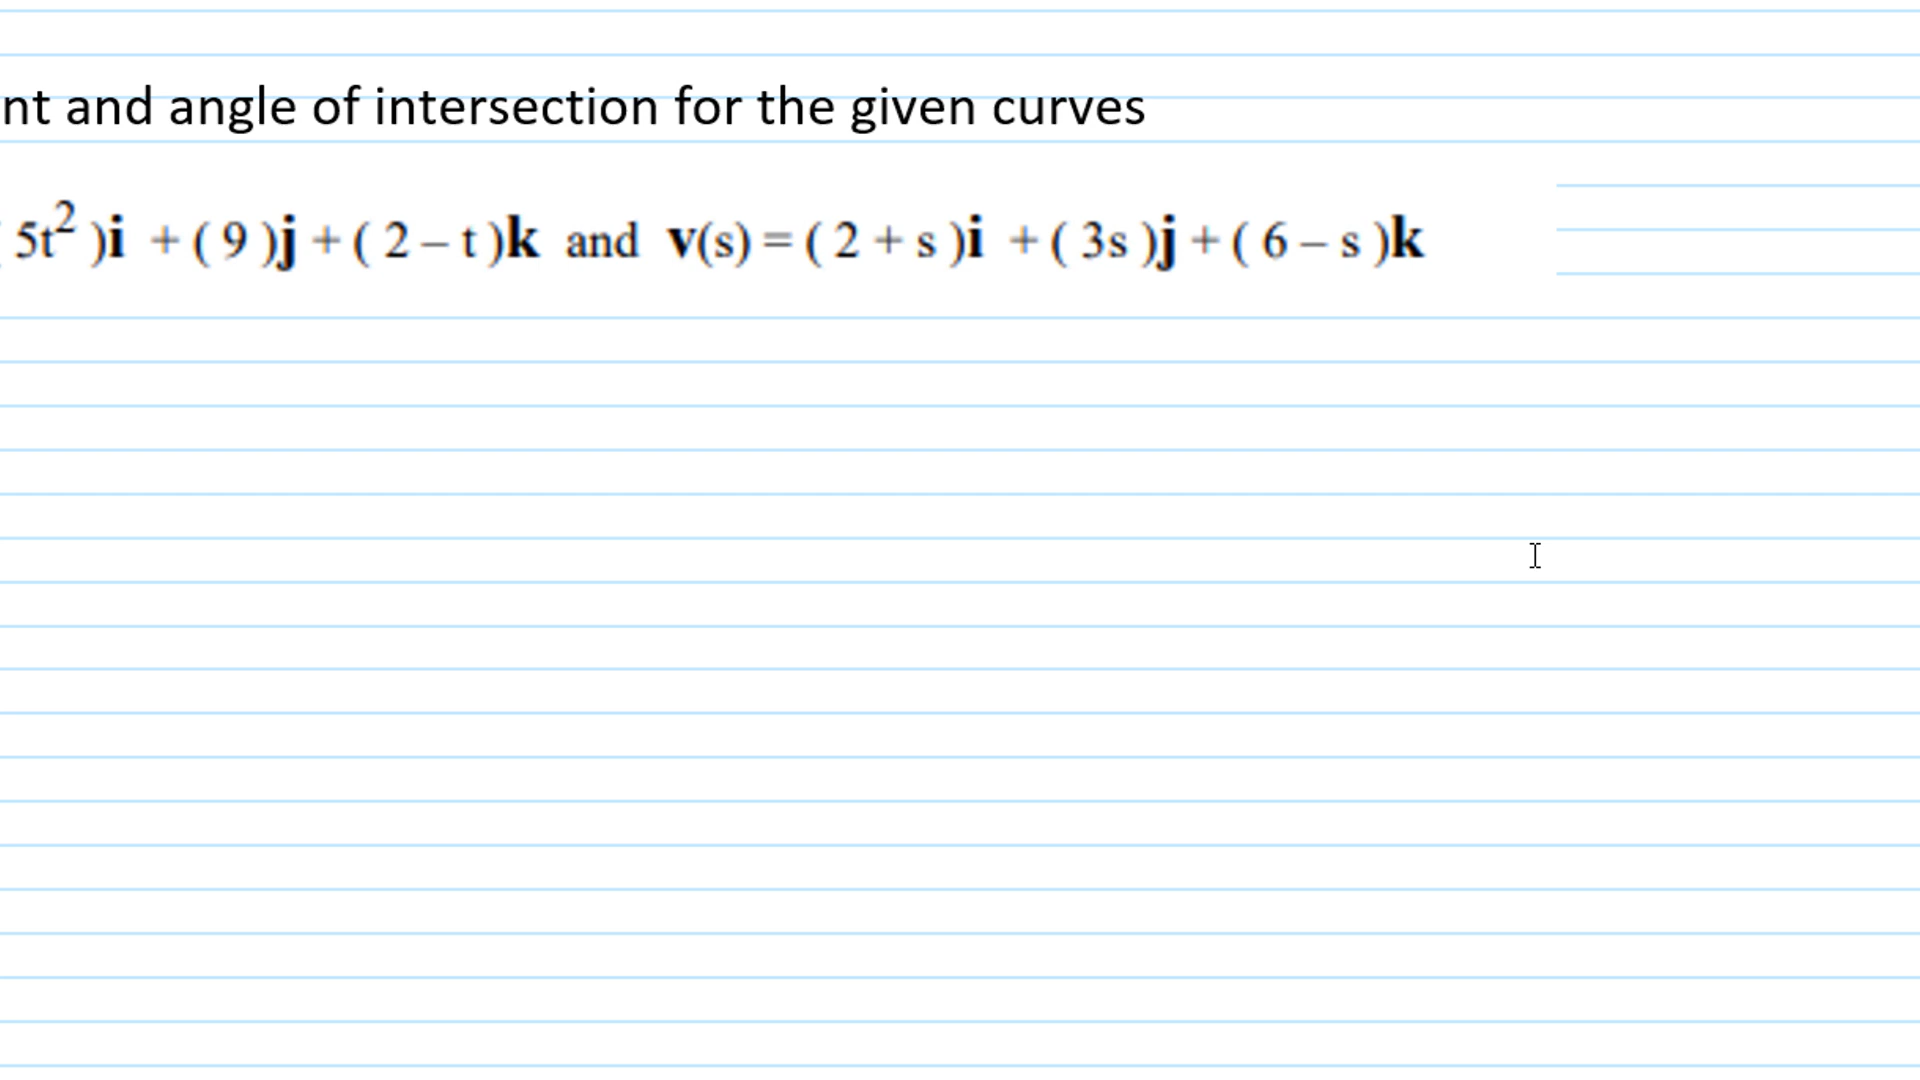 nt and angle of intersection for the given curves
5t² )i + ( 9 )j + ( 2 – t )k and v(s) = ( 2 + s )i + ( 3s )j + ( 6 – s )k